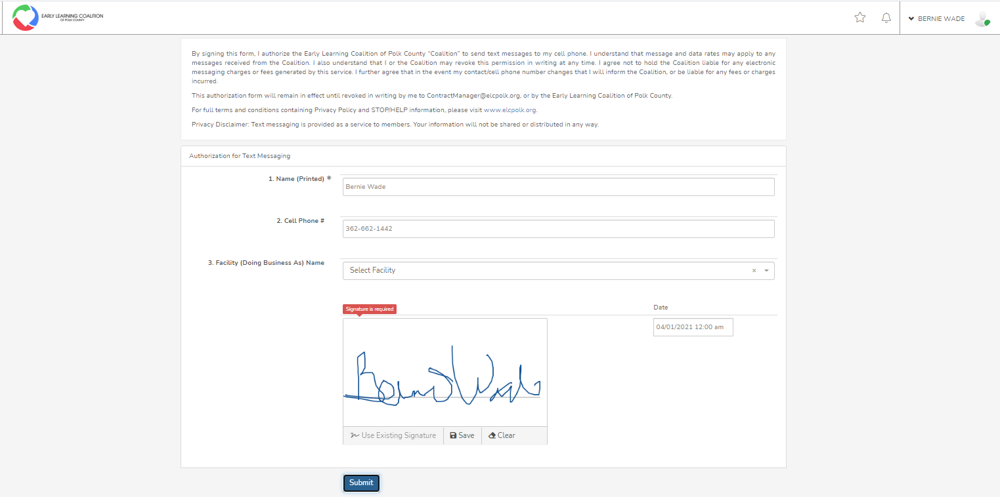 EARLY LEARNING COALITION
OF POLK COUNTY
BERNIE WADE
By signing this form, I authorize the Early Learning Coalition of Polk County “Coalition” to send text messages to my cell phone. I understand that message and data rates may apply to any
messages received from the Coalition. I also understand that I or the Coalition may revoke this permission in writing at any time. I agree not to hold the Coalition liable for any electronic
messaging charges or fees generated by this service. I further agree that in the event my contact/cell phone number changes that I will inform the Coalition, or be liable for any fees or charges
incurred.
This authorization form will remain in effect until revoked in writing by me to ContractManager@elcpolk.org, or by the Early Learning Coalition of Polk County.
For full terms and conditions containing Privacy Policy and STOP/HELP information, please visit www.elcpolk.org.
Privacy Disclaimer: Text messaging is provided as a service to members. Your information will not be shared or distributed in any way.
Authorization for Text Messaging
1. Name (Printed) *
Bernie Wade
2. Cell Phone #
362-662-1442
3. Facility (Doing Business As) Name
Select Facility × 
Signature is required
Date
04/01/2021 12:00 am
Bernie Wade
Use Existing Signature Save Clear
Submit